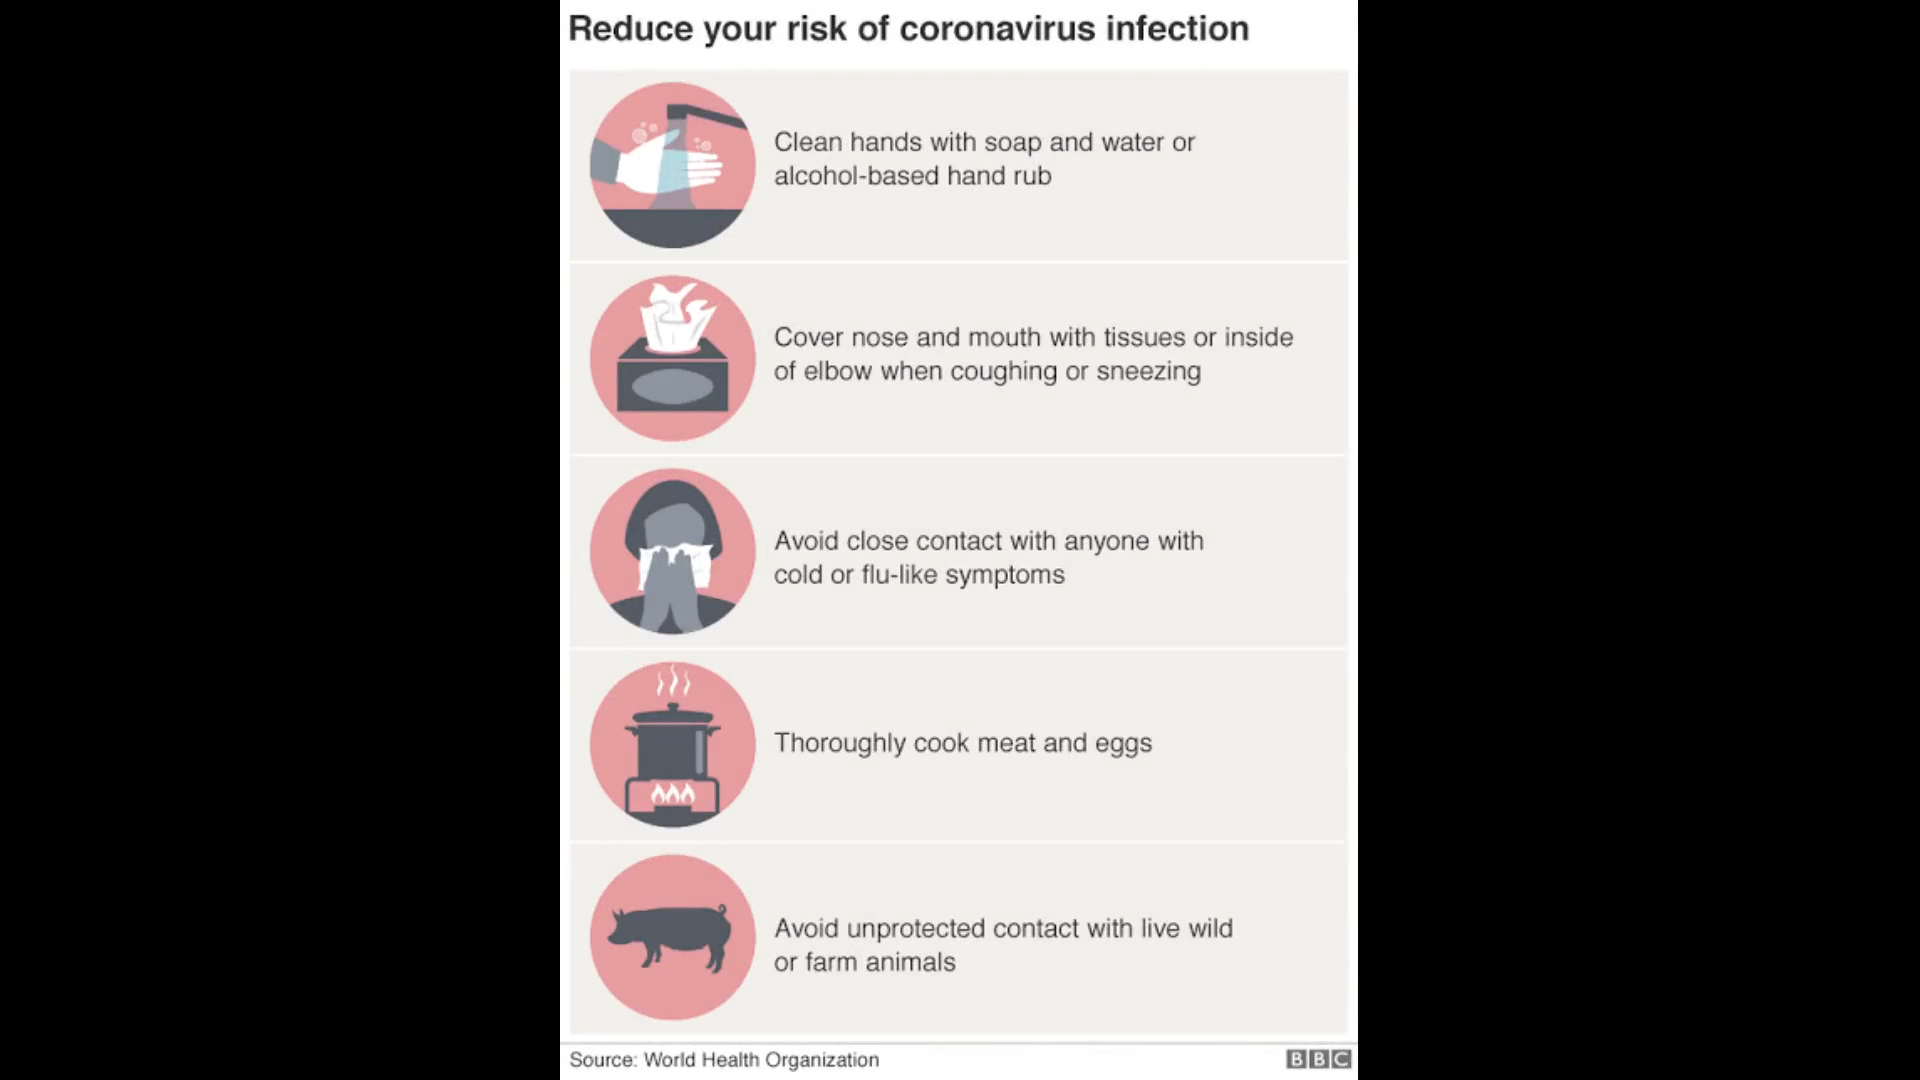 Reduce your risk of coronavirus infection
Clean hands with soap and water or
alcohol-based hand rub
Cover nose and mouth with tissues or inside
of elbow when coughing or sneezing
Avoid close contact with anyone with
cold or flu-like symptoms
Thoroughly cook meat and eggs
Avoid unprotected contact with live wild
or farm animals
Source: World Health Organization
BBC